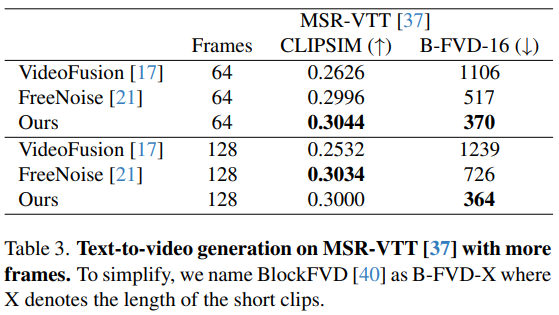 MSR-VTT [37]
Frames CLIPSIM (↑) B-FVD-16 (↓)
VideoFusion [17] 64 0.2626 1106
FreeNoise [21] 64 0.2996 517
Ours 64 0.3044 370
VideoFusion [17] 128 0.2532 1239
FreeNoise [21] 128 0.3034 726
Ours 128 0.3000 364
Table 3. Text-to-video generation on MSR-VTT [37] with more
frames. To simplify, we name BlockFVD [40] as B-FVD-X where
X denotes the length of the short clips.